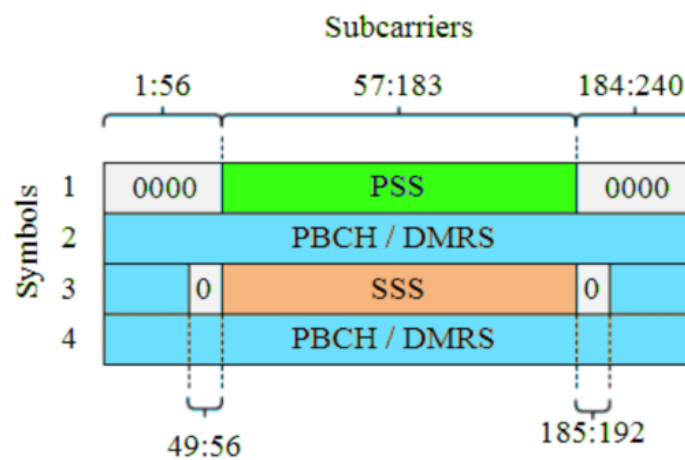 Subcarriers
1:56 57:183 184:240
Symbols
1 0000 PSS 0000
2 PBCH / DMRS
3 0 SSS 0
4 PBCH / DMRS
49:56 185:192